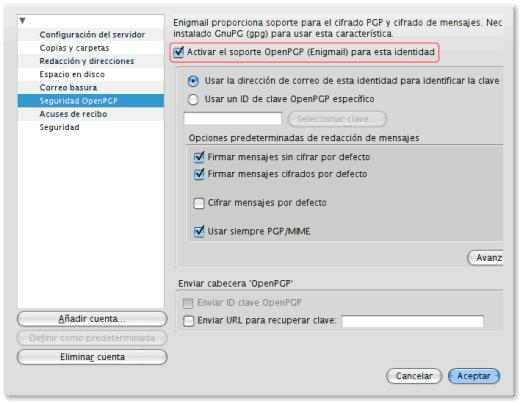 Configuración del servidor
Copias y carpetas
Redacción y direcciones
Espacio en disco
Correo basura
Seguridad OpenPGP
Acuses de recibo
Seguridad
Añadir cuenta...
Definir como predeterminada
Eliminar cuenta
Enigmail proporciona soporte para el cifrado PGP y cifrado de mensajes. Nec
instalado GnuPG (gpg) para usar esta característica.
Activar el soporte OpenPGP (Enigmail) para esta identidad
Usar la dirección de correo de esta identidad para identificar la clave
Usar un ID de clave OpenPGP específico
Seleccionar clave...
Opciones predeterminadas de redacción de mensajes
Firmar mensajes sin cifrar por defecto
Firmar mensajes cifrados por defecto
Cifrar mensajes por defecto
Usar siempre PGP/MIME
Avanz
Enviar cabecera 'OpenPGP'
Enviar ID clave OpenPGP
Enviar URL para recuperar clave:
Cancelar
Aceptar